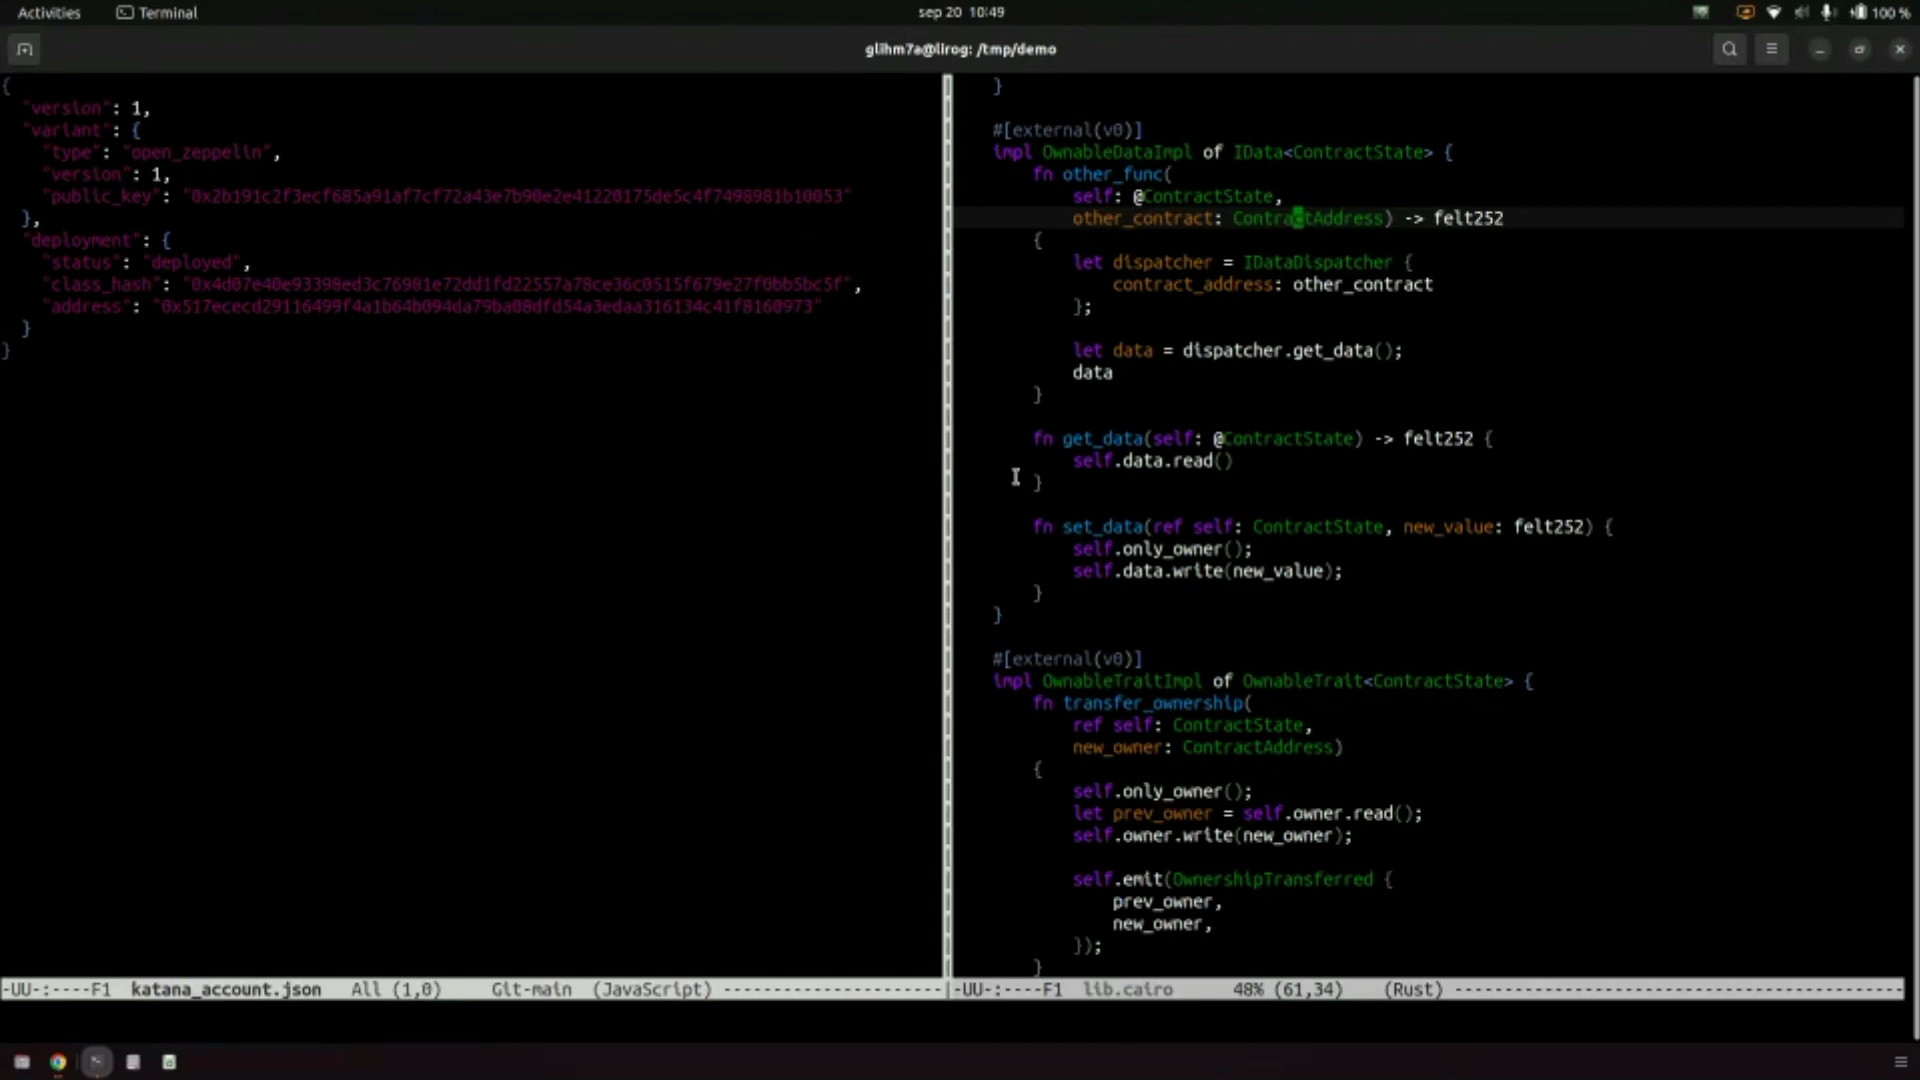 Activities Terminal sep 20 10:49 100 %
glihm7a@lirog: /tmp/demo
{
"version": 1,
"variant": {
"type": "open_zeppelin",
"version": 1,
"public_key": "0x2b191c2f3ecf685a91af7cf72a43e7b90e2e41220175de5c4f7498981b10053"
},
"deployment": {
"status": "deployed",
"class_hash": "0x4d07e40e93398ed3c76981e72dd1fd22557a78ce36c0515f679e27f0bb5bc5f",
"address": "0x517ececd29116499f4a1b64b094da79ba08dfd54a3edaa316134c41f8160973"
}
}
}
#[external(v0)]
impl OwnableDataImpl of IData<ContractState> {
fn other_func(
self: @ContractState,
other_contract: ContractAddress) -> felt252
{
let dispatcher = IDataDispatcher {
contract_address: other_contract
};
let data = dispatcher.get_data();
data
}
fn get_data(self: @ContractState) -> felt252 {
self.data.read()
}
fn set_data(ref self: ContractState, new_value: felt252) {
self.only_owner();
self.data.write(new_value);
}
}
#[external(v0)]
impl OwnableTraitImpl of OwnableTrait<ContractState> {
fn transfer_ownership(
ref self: ContractState,
new_owner: ContractAddress)
{
self.only_owner();
let prev_owner = self.owner.read();
self.owner.write(new_owner);
self.emit(OwnershipTransferred {
prev_owner,
new_owner,
});
}
-UU-:----F1 katana_account.json All (1,0) Git-main (JavaScript) -----------------------
-UU-:----F1 lib.cairo 48% (61,34) (Rust) ---------------------------------------------